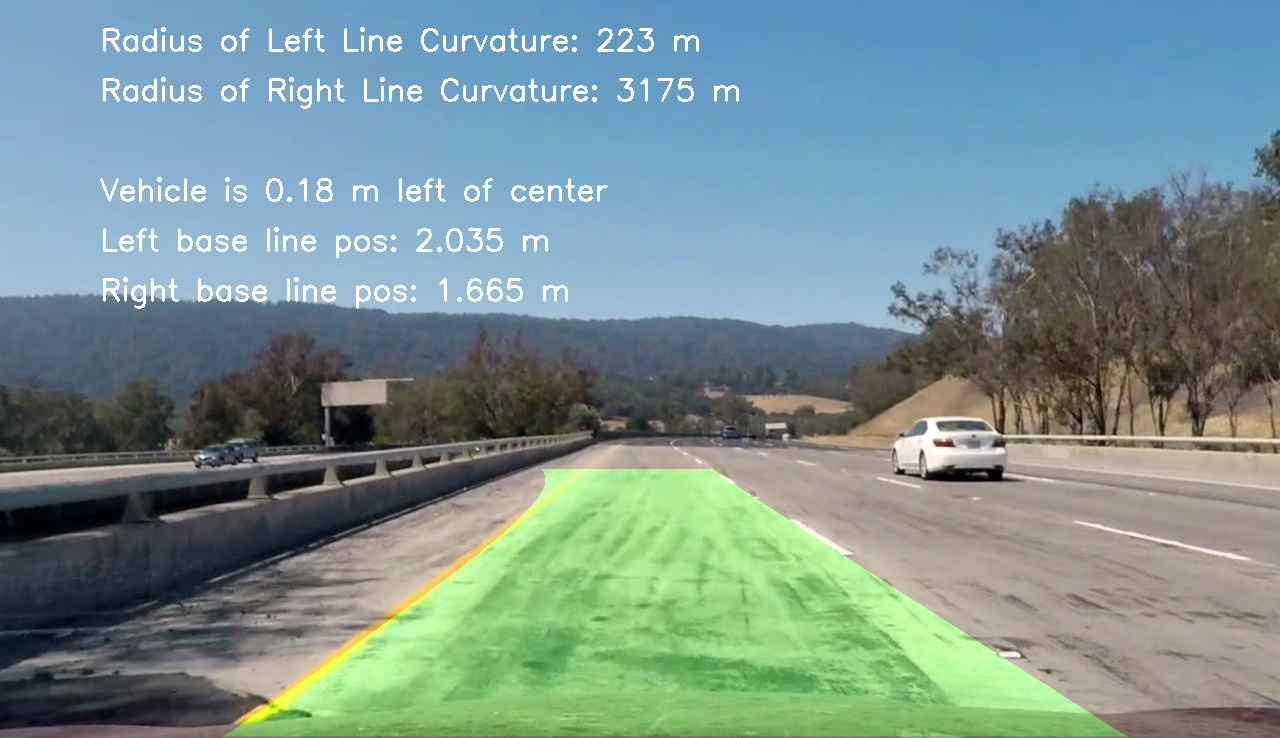 Radius of Left Line Curvature: 223 m
Radius of Right Line Curvature: 3175 m
Vehicle is 0.18 m left of center
Left base line pos: 2.035 m
Right base line pos: 1.665 m